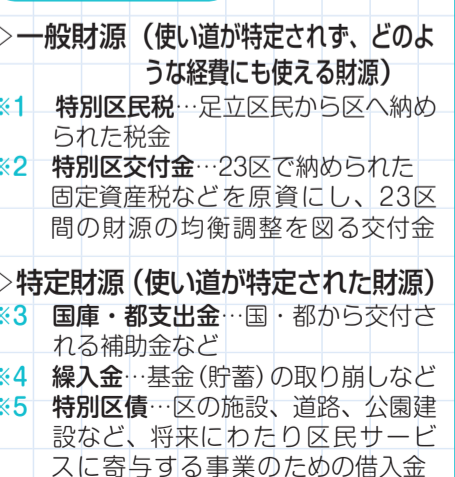 ▷一般財源（使い道が特定されず、どのよ
うな経費にも使える財源）
※1 特別区民税…足立区民から区へ納め
られた税金
※2 特別区交付金…23区で納められた
固定資産税などを原資にし、23区
間の財源の均衡調整を図る交付金
▷特定財源（使い道が特定された財源）
※3 国庫・都支出金…国・都から交付さ
れる補助金など
※4 繰入金…基金（貯蓄）の取り崩しなど
※5 特別区債…区の施設、道路、公園建
設など、将来にわたり区民サービ
スに寄与する事業のための借入金